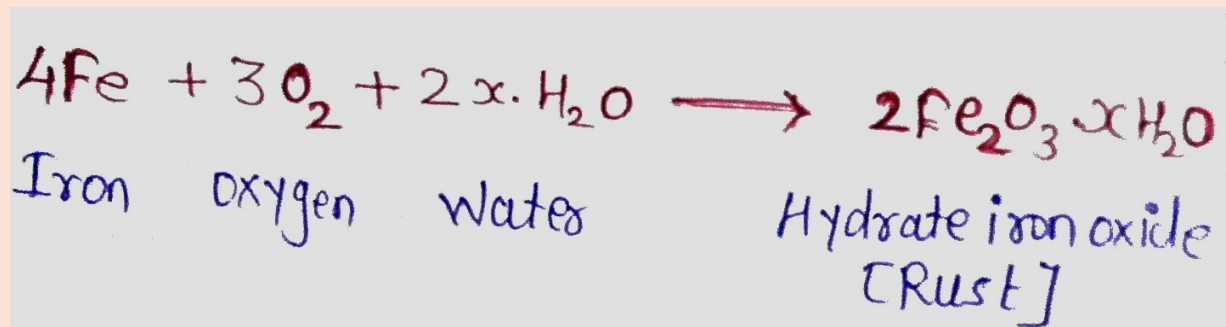 4Fe + 3O₂ + 2x·H₂O ⟶ 2Fe₂O₃·xH₂O
Iron oxygen Water Hydrate iron oxide
[Rust]